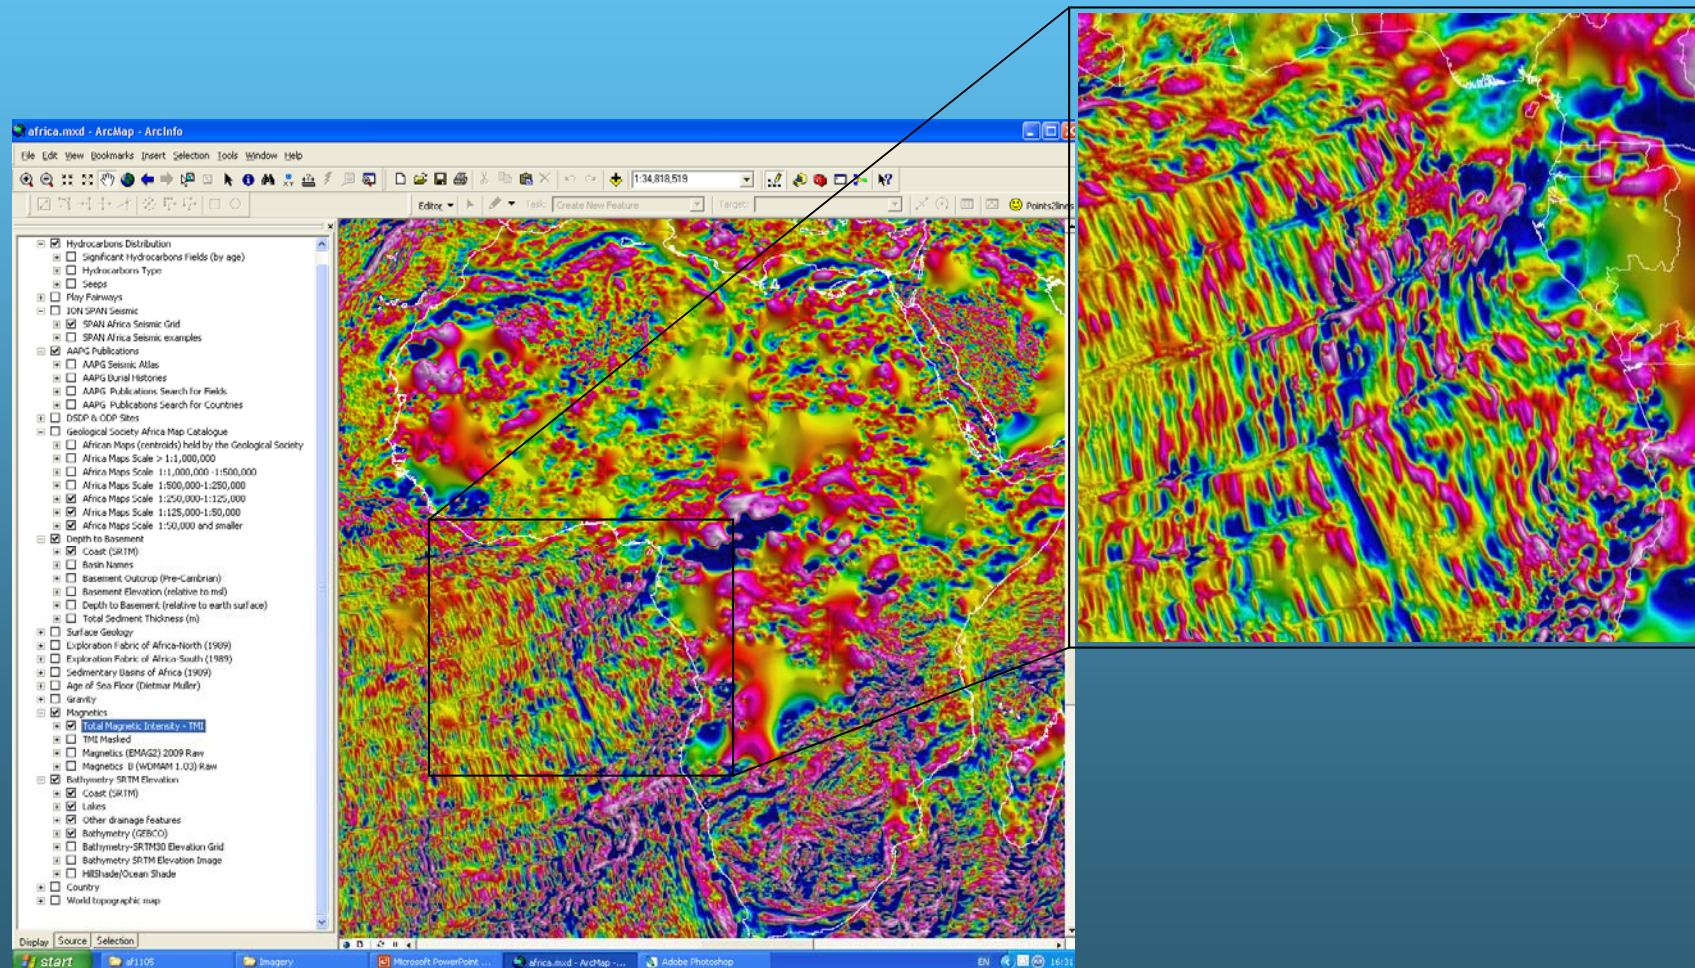 africa.mxd - ArcMap - ArcInfo
File Edit View Bookmarks Insert Selection Tools Window Help
1:34,818,519
Editor Task: Create New Feature Target: Points2lines
Hydrocarbons Distribution
Significant Hydrocarbons Fields (by age)
Hydrocarbons Type
Seeps
Play Fairways
ION SPAN Seismic
SPAN Africa Seismic Grid
SPAN Africa Seismic examples
AAPG Publications
AAPG Seismic Atlas
AAPG Burial Histories
AAPG Publications Search for Fields
AAPG Publications Search for Countries
DSDP & ODP Sites
Geological Society Africa Map Catalogue
African Maps (centroids) held by the Geological Society
Africa Maps Scale > 1:1,000,000
Africa Maps Scale 1:1,000,000 -1:500,000
Africa Maps Scale 1:500,000-1:250,000
Africa Maps Scale 1:250,000-1:125,000
Africa Maps Scale 1:125,000-1:50,000
Africa Maps Scale 1:50,000 and smaller
Depth to Basement
Coast (SRTM)
Basin Names
Basement Outcrop (Pre-Cambrian)
Basement Elevation (relative to msl)
Depth to Basement (relative to earth surface)
Total Sediment Thickness (m)
Surface Geology
Exploration Fabric of Africa-North (1989)
Exploration Fabric of Africa-South (1989)
Sedimentary Basins of Africa (1989)
Age of Sea Floor (Dietmar Muller)
Gravity
Magnetics
Total Magnetic Intensity - TMI
TMI Masked
Magnetics (EMAG2) 2009 Raw
Magnetics B (WDMAM 1.03) Raw
Bathymetry SRTM Elevation
Coast (SRTM)
Lakes
Other drainage features
Bathymetry (GEBCO)
Bathymetry-SRTM30 Elevation Grid
Bathymetry SRTM Elevation Image
HillShade/Ocean Shade
Country
World topographic map
Display Source Selection
start af1105 Imagery Microsoft PowerPoint ... africa.mxd - ArcMap -... Adobe Photoshop EN 16:31